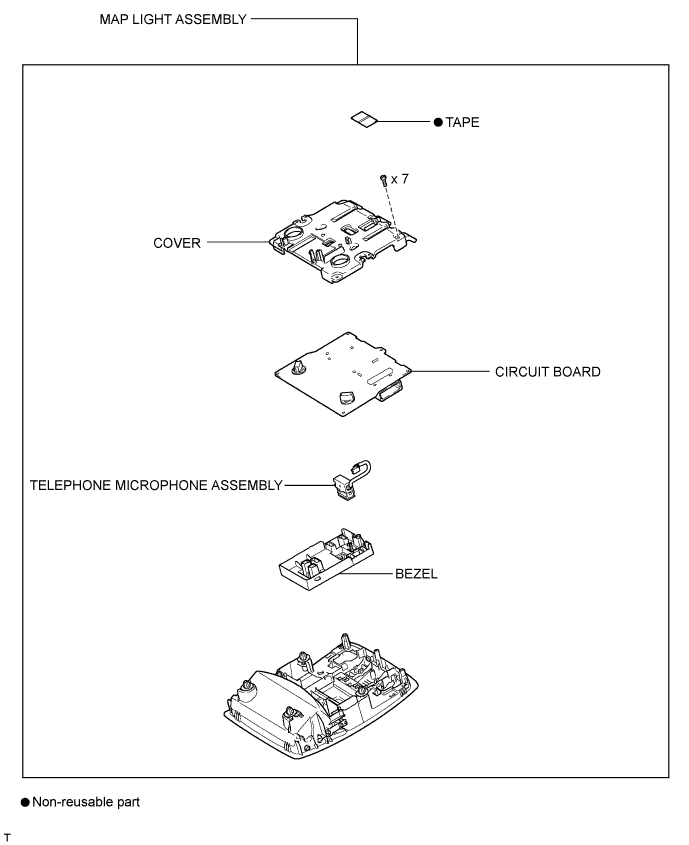 MAP LIGHT ASSEMBLY
● TAPE
x 7
COVER
CIRCUIT BOARD
TELEPHONE MICROPHONE ASSEMBLY
BEZEL
● Non-reusable part
T